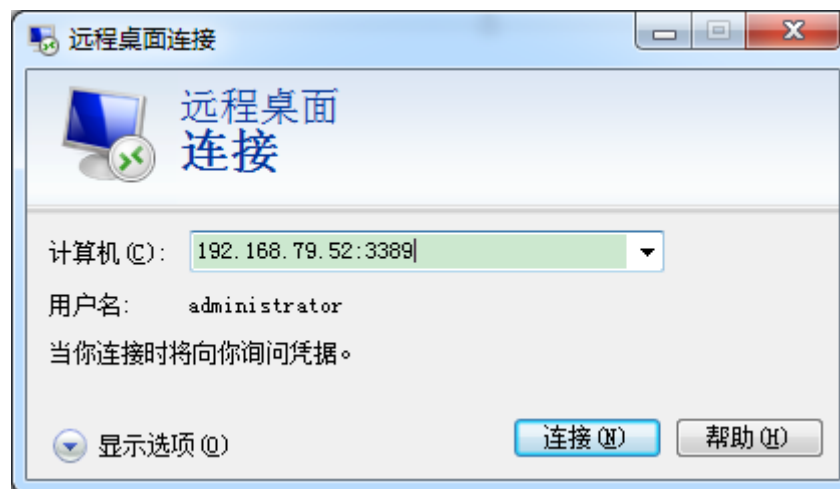 远程桌面连接
远程桌面
连接
计算机(C): 192.168.79.52:3389
用户名: administrator
当你连接时将向你询问凭据。
显示选项(O) 连接(N) 帮助(H)